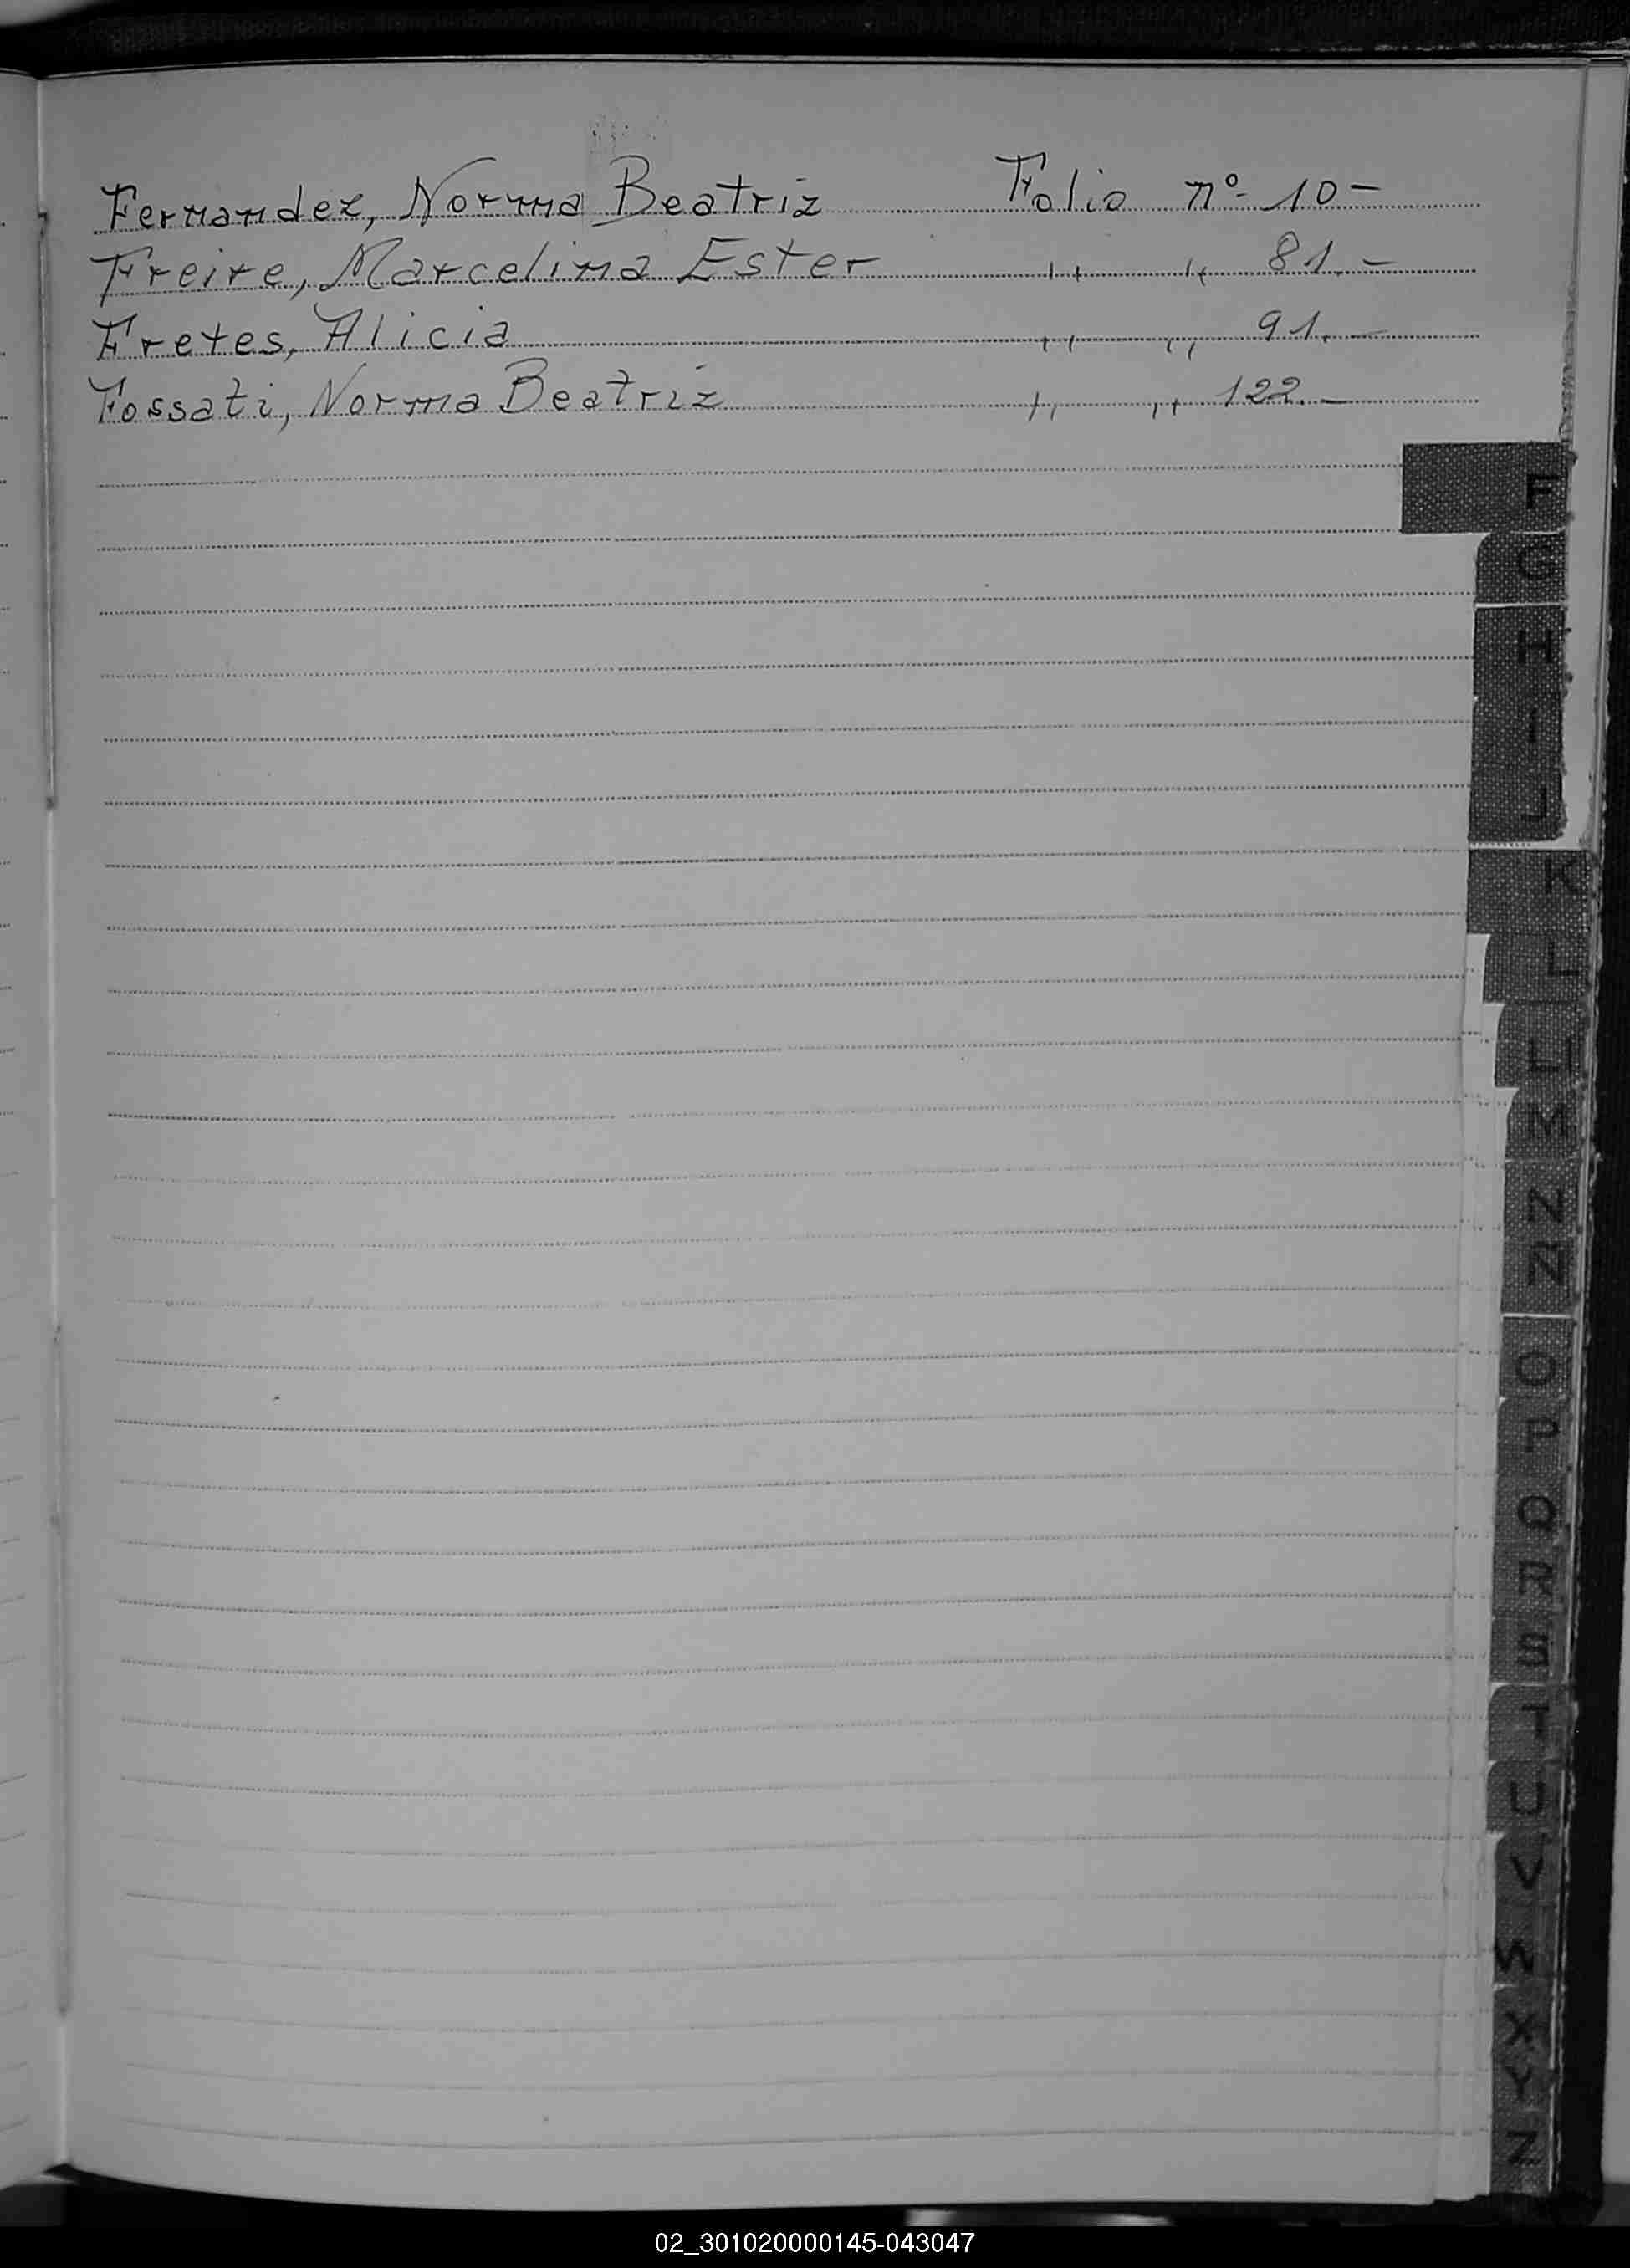 Fernandez, Norma Beatriz Folio nº 10-
Freire, Marcelina Ester ,, ,, 81.-
Fretes, Alicia ,, ,, 91.-
Fossati, Norma Beatriz ,, ,, 122.-
F
G
H
I
J
K
L
LL
M
N
Ñ
O
P
Q
R
S
T
U
V
W
X
Y
Z
02_301020000145-043047